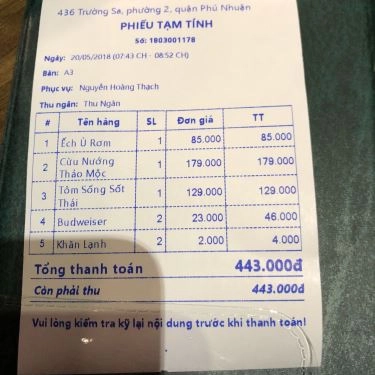 436 Trường Sa, phường 2, quận Phú Nhuận
PHIẾU TẠM TÍNH
Số: 1803001178
Ngày: 20/05/2018 (07:43 CH - 08:52 CH)
Bàn: A3
Phục vụ: Nguyễn Hoàng Thạch
Thu ngân: Thu Ngân
# Tên hàng SL Đơn giá TT
1 Ếch Ủ Rơm 1 85.000 85.000
2 Cừu Nướng 1 179.000 179.000
Thảo Mộc
3 Tôm Sống Sốt 1 129.000 129.000
Thái
4 Budweiser 2 23.000 46.000
5 Khăn Lạnh 2 2.000 4.000
Tổng thanh toán 443.000đ
Còn phải thu 443.000đ
Vui lòng kiểm tra kỹ lại nội dung trước khi thanh toán!